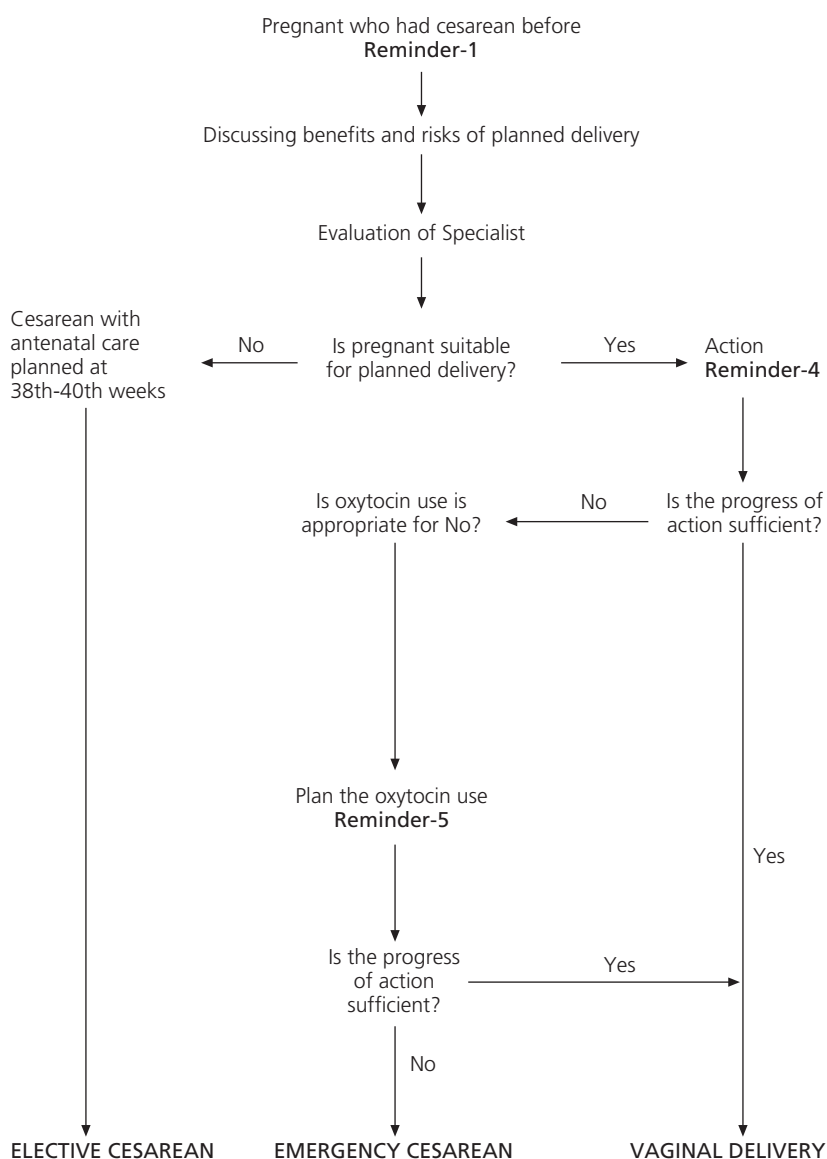 Pregnant who had cesarean before
Reminder-1
Discussing benefits and risks of planned delivery
Evaluation of Specialist
Cesarean with
antenatal care
planned at
38th-40th weeks
No
Is pregnant suitable
for planned delivery?
Yes
Action
Reminder-4
Is oxytocin use is
appropriate for No?
No
Is the progress of
action sufficient?
Plan the oxytocin use
Reminder-5
Yes
Is the progress
of action
sufficient?
Yes
No
ELECTIVE CESAREAN
EMERGENCY CESAREAN
VAGINAL DELIVERY